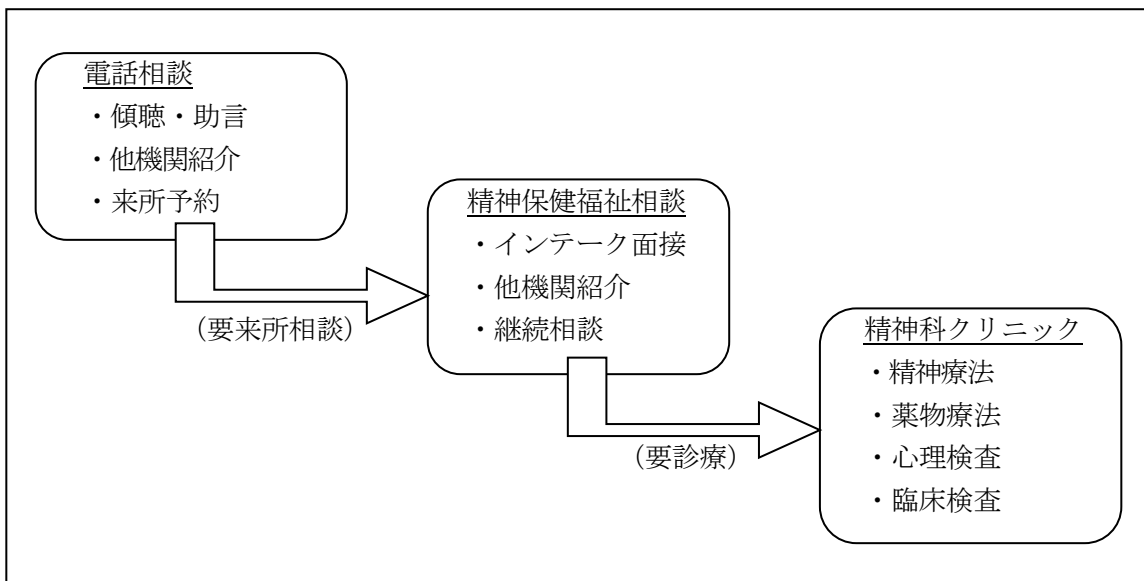 電話相談
・傾聴・助言
・他機関紹介
・来所予約
（要来所相談）
精神保健福祉相談
・インテーク面接
・他機関紹介
・継続相談
（要診療）
精神科クリニック
・精神療法
・薬物療法
・心理検査
・臨床検査